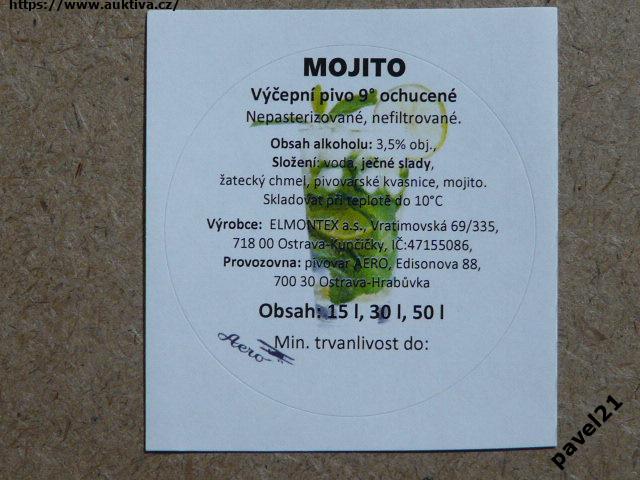 https://www.auktiva.cz/
MOJITO
Výčepní pivo 9° ochucené
Nepasterizované, nefiltrované.
Obsah alkoholu: 3,5% obj.,
Složení: voda, ječné slady,
žatecký chmel, pivovarské kvasnice, mojito.
Skladovat při teplotě do 10°C
Výrobce: ELMONTEX a.s., Vratimovská 69/335,
718 00 Ostrava-Kunčičky, IČ:47155086,
Provozovna: pivovar AERO, Edisonova 88,
700 30 Ostrava-Hrabůvka
Obsah: 15 l, 30 l, 50 l
Min. trvanlivost do:
Aero
pavel21